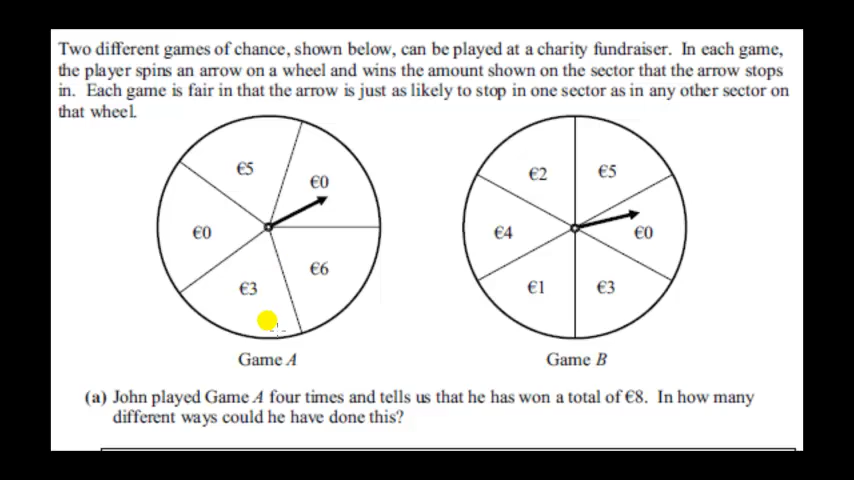 Two different games of chance, shown below, can be played at a charity fundraiser. In each game,
the player spins an arrow on a wheel and wins the amount shown on the sector that the arrow stops
in. Each game is fair in that the arrow is just as likely to stop in one sector as in any other sector on
that wheel.
€5
€0
€0
€6
€3
Game A
€2
€5
€4
€0
€1
€3
Game B
(a) John played Game A four times and tells us that he has won a total of €8. In how many
different ways could he have done this?